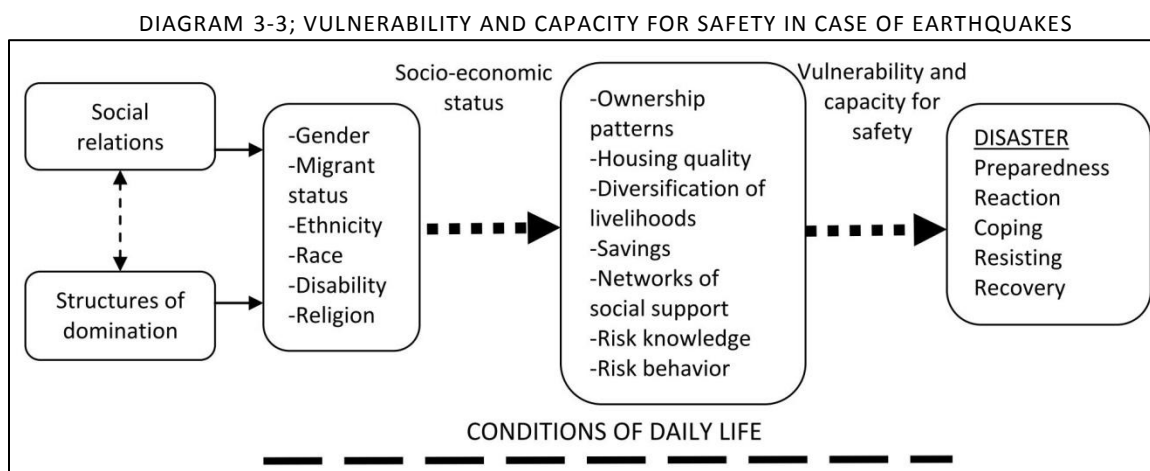 DIAGRAM 3-3; VULNERABILITY AND CAPACITY FOR SAFETY IN CASE OF EARTHQUAKES
Social
relations
Structures of
domination
-Gender
-Migrant
status
-Ethnicity
-Race
-Disability
-Religion
Socio-economic
status
-Ownership
patterns
-Housing quality
-Diversification of
livelihoods
-Savings
-Networks of
social support
-Risk knowledge
-Risk behavior
Vulnerability and
capacity for
safety
DISASTER
Preparedness
Reaction
Coping
Resisting
Recovery
CONDITIONS OF DAILY LIFE